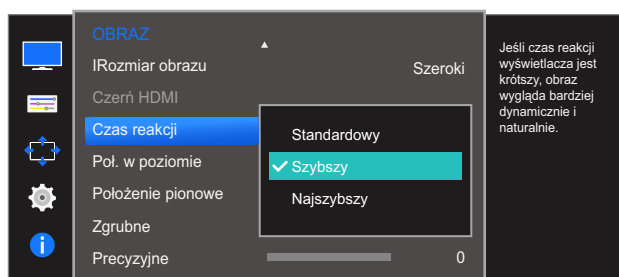 OBRAZ
IRozmiar obrazu Szeroki
Czerń HDMI
Czas reakcji
Standardowy
Szybszy
Najszybszy
Poł. w poziomie
Położenie pionowe
Zgrubne
Precyzyjne 0
Jeśli czas reakcji
wyświetlacza jest
krótszy, obraz
wygląda bardziej
dynamicznie i
naturalnie.